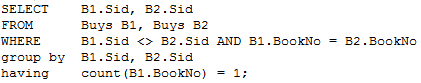 SELECT B1.Sid, B2.Sid
FROM Buys B1, Buys B2
WHERE B1.Sid <> B2.Sid AND B1.BookNo = B2.BookNo
group by B1.Sid, B2.Sid
having count(B1.BookNo) = 1;